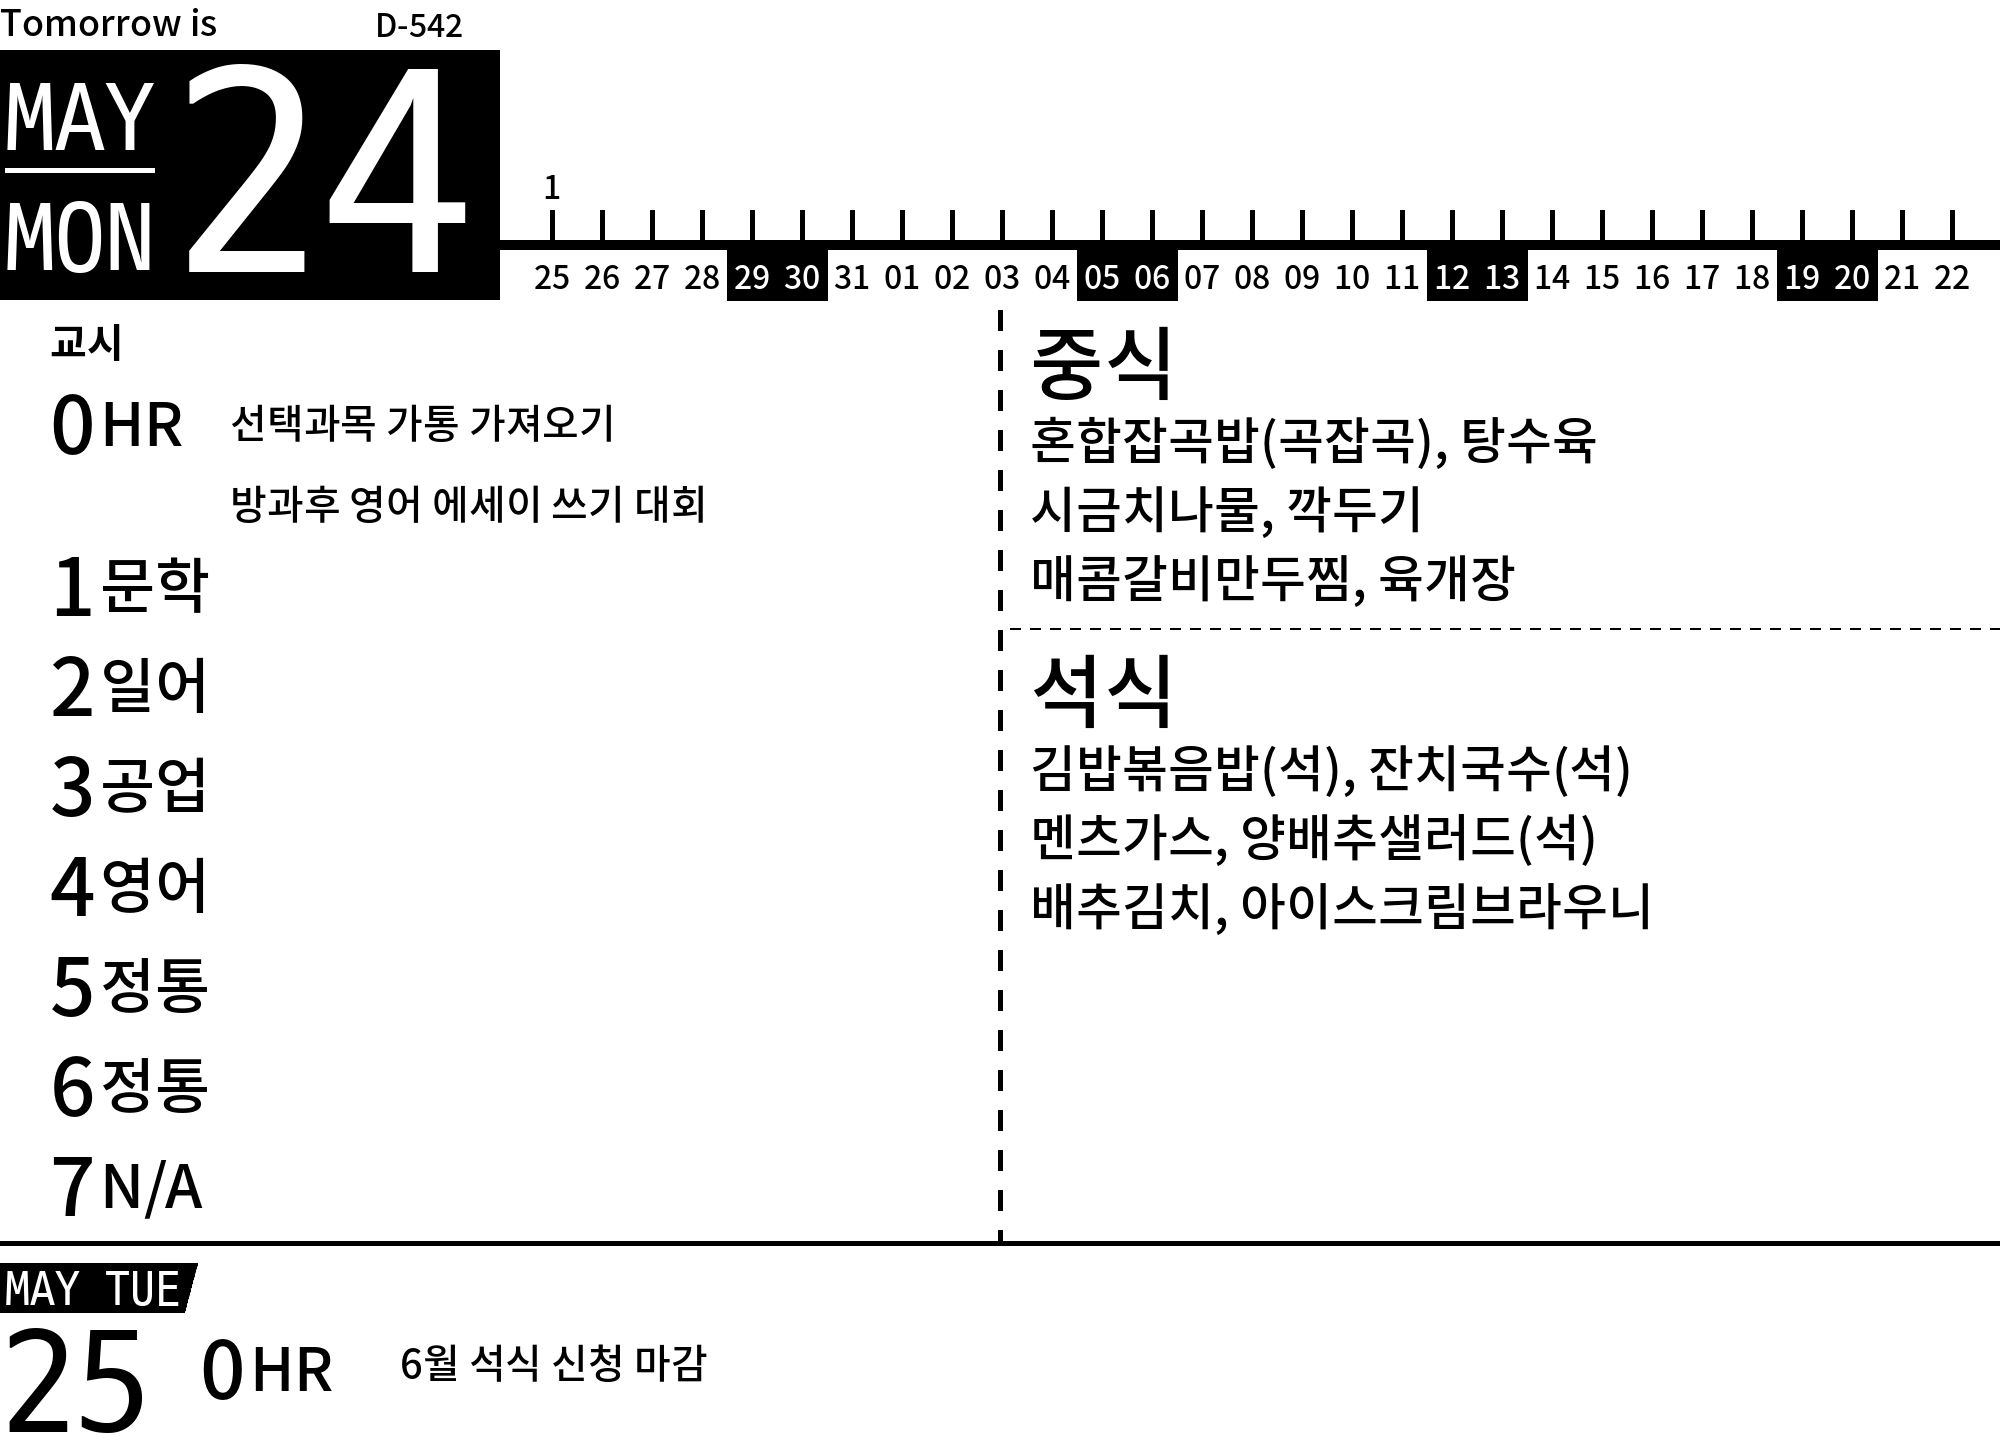 Tomorrow is
D-542
MAY
MON
24
1
25 26 27 28 29 30 31 01 02 03 04 05 06 07 08 09 10 11 12 13 14 15 16 17 18 19 20 21 22
교시
0 HR 선택과목 가통 가져오기
방과후 영어 에세이 쓰기 대회
1 문학
2 일어
3 공업
4 영어
5 정통
6 정통
7 N/A
중식
혼합잡곡밥(곡잡곡), 탕수육
시금치나물, 깍두기
매콤갈비만두찜, 육개장
석식
김밥볶음밥(석), 잔치국수(석)
멘츠가스, 양배추샐러드(석)
배추김치, 아이스크림브라우니
MAY TUE
25
0 HR 6월 석식 신청 마감